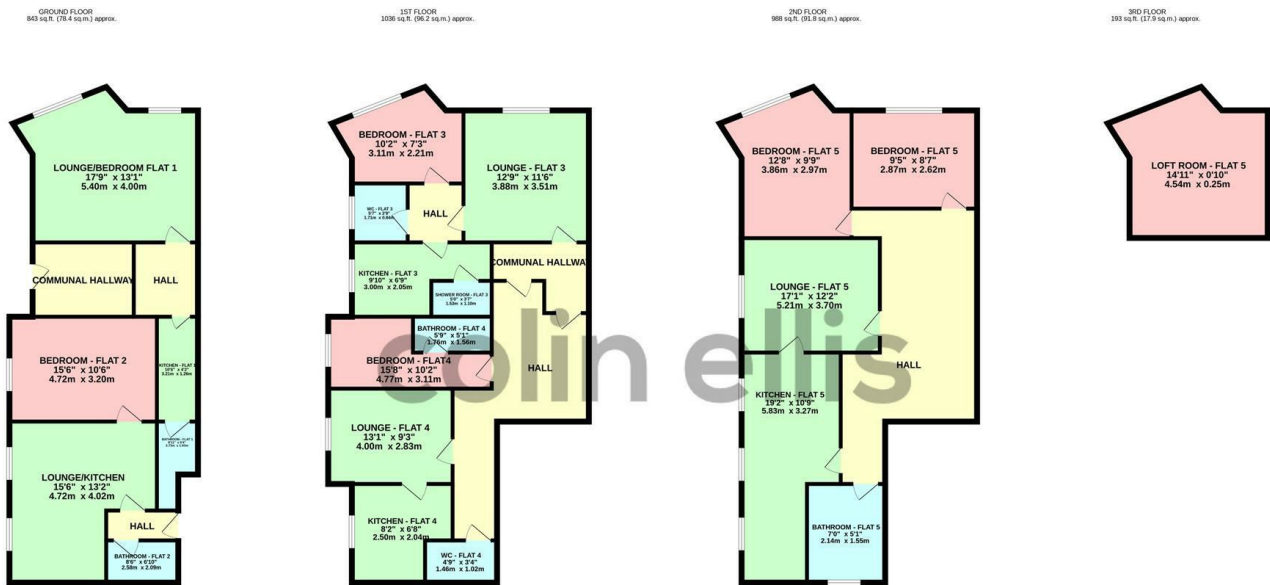 GROUND FLOOR
843 sq.ft. (78.4 sq.m.) approx.
LOUNGE/BEDROOM FLAT 1
17'9" x 13'1"
5.40m x 4.00m
COMMUNAL HALLWAY
HALL
BEDROOM - FLAT 2
15'6" x 10'6"
4.72m x 3.20m
LOUNGE/KITCHEN
15'6" x 13'2"
4.72m x 4.02m
HALL
BATHROOM - FLAT 2
8'6" x 6'10"
2.58m x 2.09m
1ST FLOOR
1036 sq.ft. (96.2 sq.m.) approx.
BEDROOM - FLAT 3
10'2" x 7'3"
3.11m x 2.21m
LOUNGE - FLAT 3
12'9" x 11'6"
3.88m x 3.51m
WC - FLAT 3
HALL
KITCHEN - FLAT 3
9'10" x 6'9"
3.00m x 2.05m
COMMUNAL HALLWAY
SHOWER ROOM - FLAT 3
BATHROOM - FLAT 4
5'9" x 5'1"
1.76m x 1.56m
BEDROOM - FLAT4
15'8" x 10'2"
4.77m x 3.11m
HALL
LOUNGE - FLAT 4
13'1" x 9'3"
4.00m x 2.83m
KITCHEN - FLAT 4
8'2" x 6'8"
2.50m x 2.04m
WC - FLAT 4
4'9" x 3'4"
1.46m x 1.02m
2ND FLOOR
988 sq.ft. (91.8 sq.m.) approx.
BEDROOM - FLAT 5
12'8" x 9'9"
3.86m x 2.97m
BEDROOM - FLAT 5
9'5" x 8'7"
2.87m x 2.62m
LOUNGE - FLAT 5
17'1" x 12'2"
5.21m x 3.70m
HALL
KITCHEN - FLAT 5
19'2" x 10'9"
5.83m x 3.27m
BATHROOM - FLAT 5
7'0" x 5'1"
2.14m x 1.55m
3RD FLOOR
193 sq.ft. (17.9 sq.m.) approx.
LOFT ROOM - FLAT 5
14'11" x 0'10"
4.54m x 0.25m
colin ellis